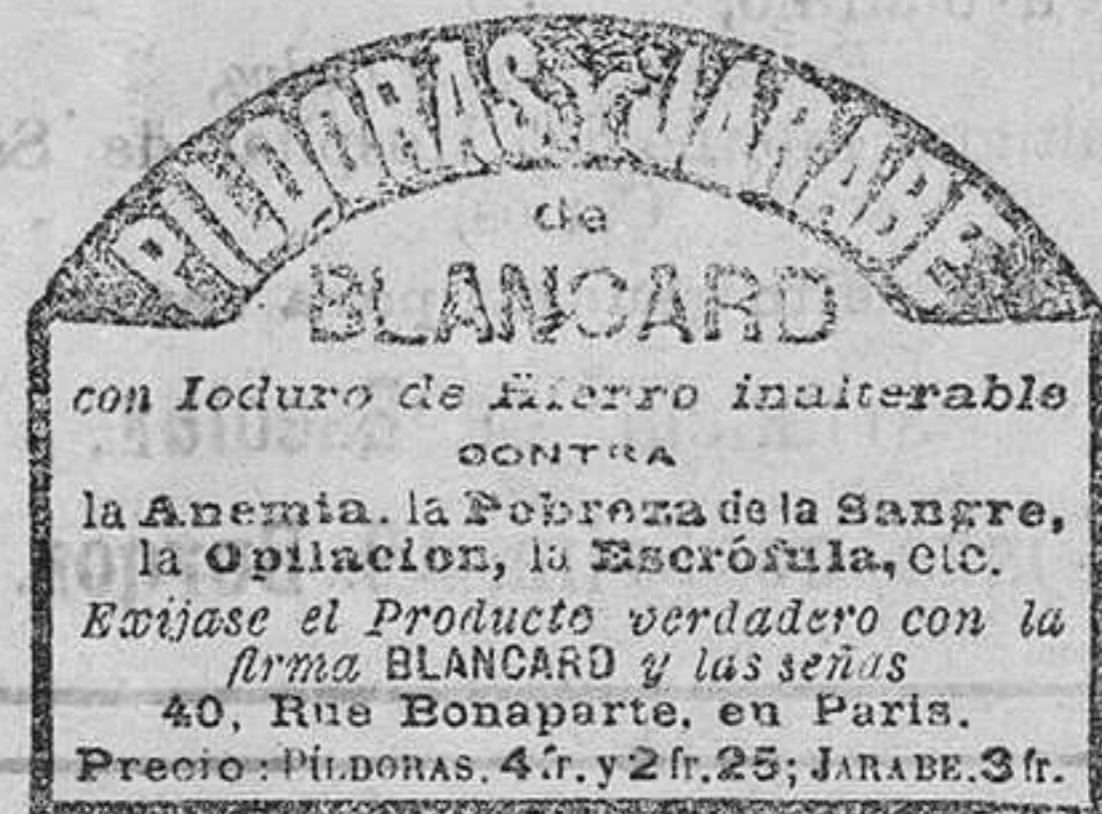 PILDORAS Y JARABE
de
BLANCARD
con Ioduro de Hierro inalterable
CONTRA
la Anemia. la Pobreza de la Sangre,
la Opilacion, la Escrófula, etc.
Exijase el Producto verdadero con la
firma BLANCARD y las señas
40, Rue Bonaparte. en Paris.
Precio: PÍLDORAS. 4 fr. y 2 fr. 25; JARABE. 3 fr.